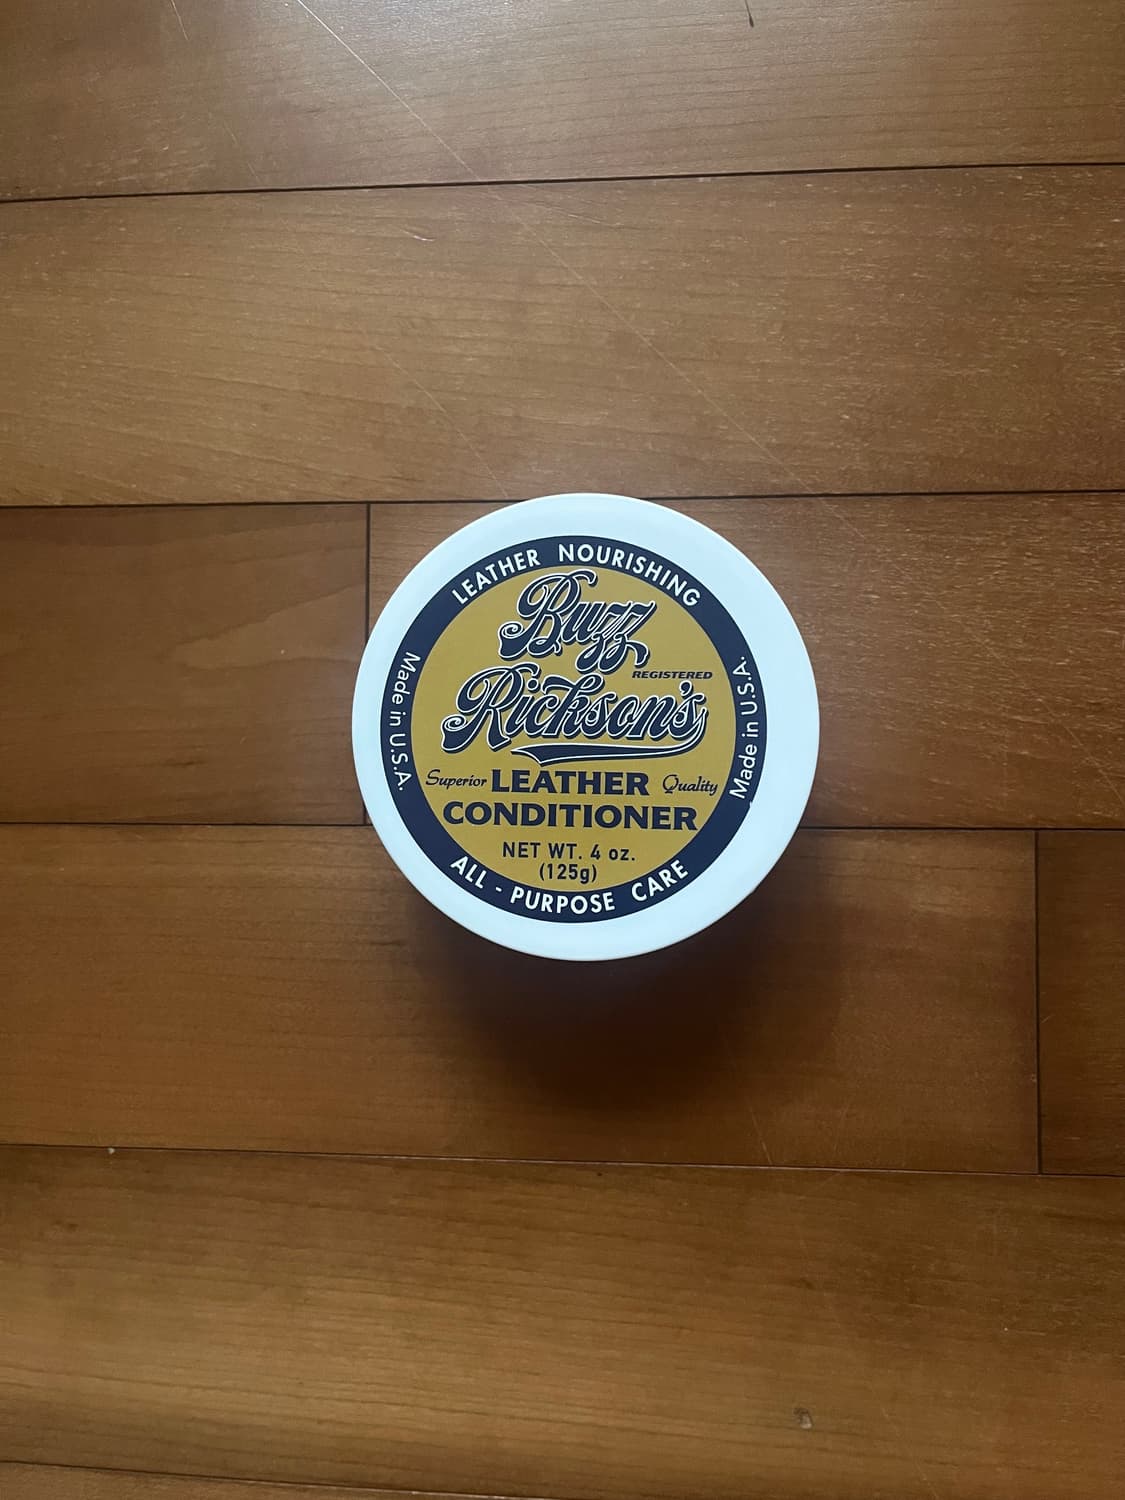 LEATHER NOURISHING
Made in U.S.A.
Buzz
Rickson's
REGISTERED
Superior LEATHER Quality
CONDITIONER
NET WT. 4 oz.
(125g)
Made in U.S.A.
ALL - PURPOSE CARE